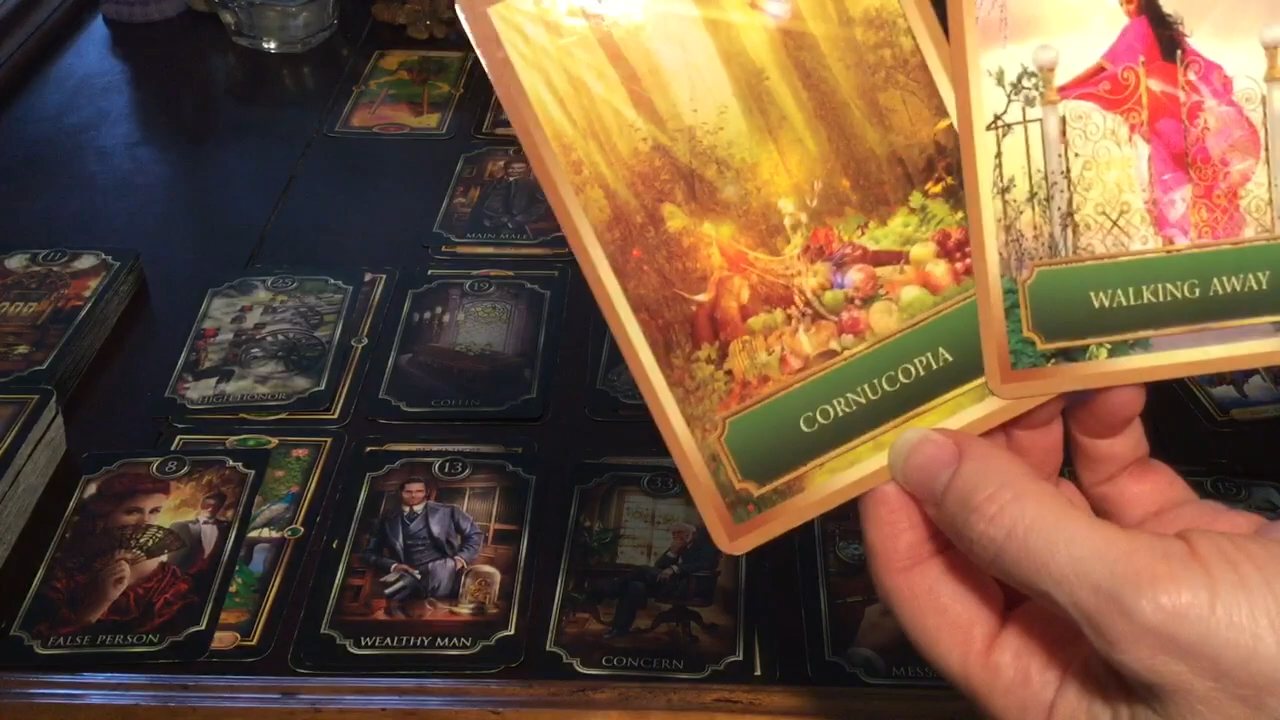 MAIN MALE
11
25
HIGH HONOR
19
COFFIN
CORNUCOPIA
WALKING AWAY
8
FALSE PERSON
13
WEALTHY MAN
33
CONCERN
15